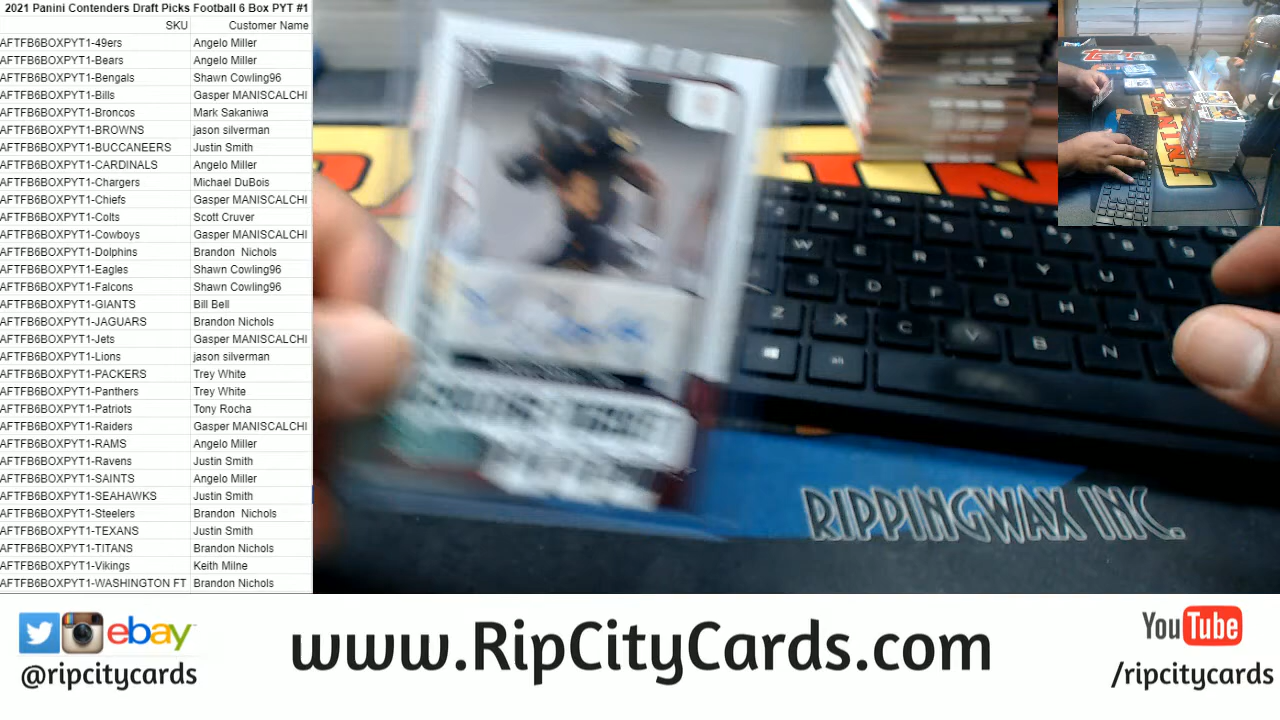 2021 Panini Contenders Draft Picks Football 6 Box PYT #1
SKU Customer Name
AFTFB6BOXPYT1-49ers Angelo Miller
AFTFB6BOXPYT1-Bears Angelo Miller
AFTFB6BOXPYT1-Bengals Shawn Cowling96
AFTFB6BOXPYT1-Bills Gasper MANISCALCHI
AFTFB6BOXPYT1-Broncos Mark Sakaniwa
AFTFB6BOXPYT1-BROWNS jason silverman
AFTFB6BOXPYT1-BUCCANEERS Justin Smith
AFTFB6BOXPYT1-CARDINALS Angelo Miller
AFTFB6BOXPYT1-Chargers Michael DuBois
AFTFB6BOXPYT1-Chiefs Gasper MANISCALCHI
AFTFB6BOXPYT1-Colts Scott Cruver
AFTFB6BOXPYT1-Cowboys Gasper MANISCALCHI
AFTFB6BOXPYT1-Dolphins Brandon Nichols
AFTFB6BOXPYT1-Eagles Shawn Cowling96
AFTFB6BOXPYT1-Falcons Shawn Cowling96
AFTFB6BOXPYT1-GIANTS Bill Bell
AFTFB6BOXPYT1-JAGUARS Brandon Nichols
AFTFB6BOXPYT1-Jets Gasper MANISCALCHI
AFTFB6BOXPYT1-Lions jason silverman
AFTFB6BOXPYT1-PACKERS Trey White
AFTFB6BOXPYT1-Panthers Trey White
AFTFB6BOXPYT1-Patriots Tony Rocha
AFTFB6BOXPYT1-Raiders Gasper MANISCALCHI
AFTFB6BOXPYT1-RAMS Angelo Miller
AFTFB6BOXPYT1-Ravens Justin Smith
AFTFB6BOXPYT1-SAINTS Angelo Miller
AFTFB6BOXPYT1-SEAHAWKS Justin Smith
AFTFB6BOXPYT1-Steelers Brandon Nichols
AFTFB6BOXPYT1-TEXANS Justin Smith
AFTFB6BOXPYT1-TITANS Brandon Nichols
AFTFB6BOXPYT1-Vikings Keith Milne
AFTFB6BOXPYT1-WASHINGTON FT Brandon Nichols
W E R T Y U I
S D F G H J
Z X C V B N
alt
RIPPINGWAX INC.
ebay
@ripcitycards
www.RipCityCards.com
YouTube
/ripcitycards